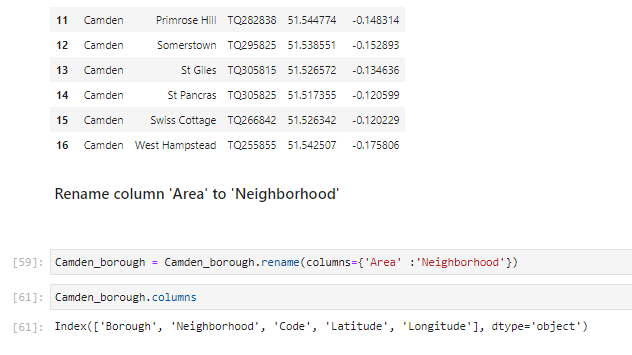 11 Camden Primrose Hill TQ282838 51.544774 -0.148314
12 Camden Somerstown TQ295825 51.538551 -0.152893
13 Camden St Giles TQ305815 51.526572 -0.134636
14 Camden St Pancras TQ305825 51.517355 -0.120599
15 Camden Swiss Cottage TQ266842 51.526342 -0.120229
16 Camden West Hampstead TQ255855 51.542507 -0.175806
Rename column 'Area' to 'Neighborhood'
[59]: Camden_borough = Camden_borough.rename(columns={'Area' :'Neighborhood'})
[61]: Camden_borough.columns
[61]: Index(['Borough', 'Neighborhood', 'Code', 'Latitude', 'Longitude'], dtype='object')